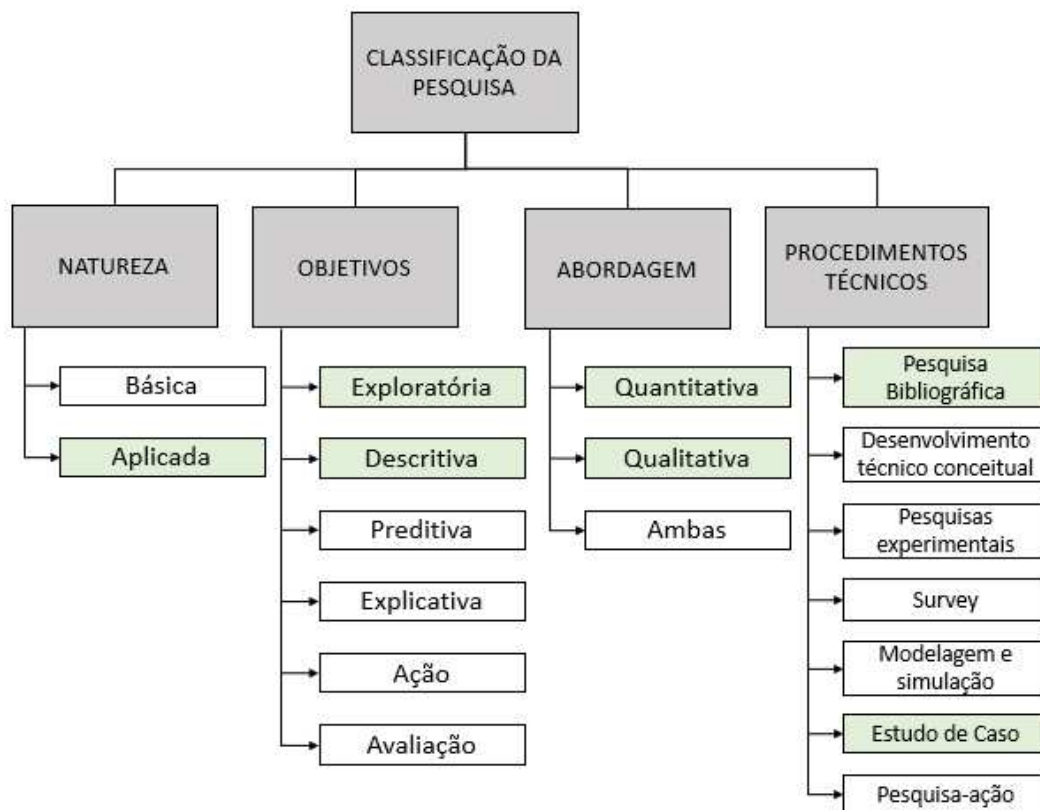 CLASSIFICAÇÃO DA
PESQUISA
NATUREZA
Básica
Aplicada
OBJETIVOS
Exploratória
Descritiva
Preditiva
Explicativa
Ação
Avaliação
ABORDAGEM
Quantitativa
Qualitativa
Ambas
PROCEDIMENTOS
TÉCNICOS
Pesquisa
Bibliográfica
Desenvolvimento
técnico conceitual
Pesquisas
experimentais
Survey
Modelagem e
simulação
Estudo de Caso
Pesquisa-ação